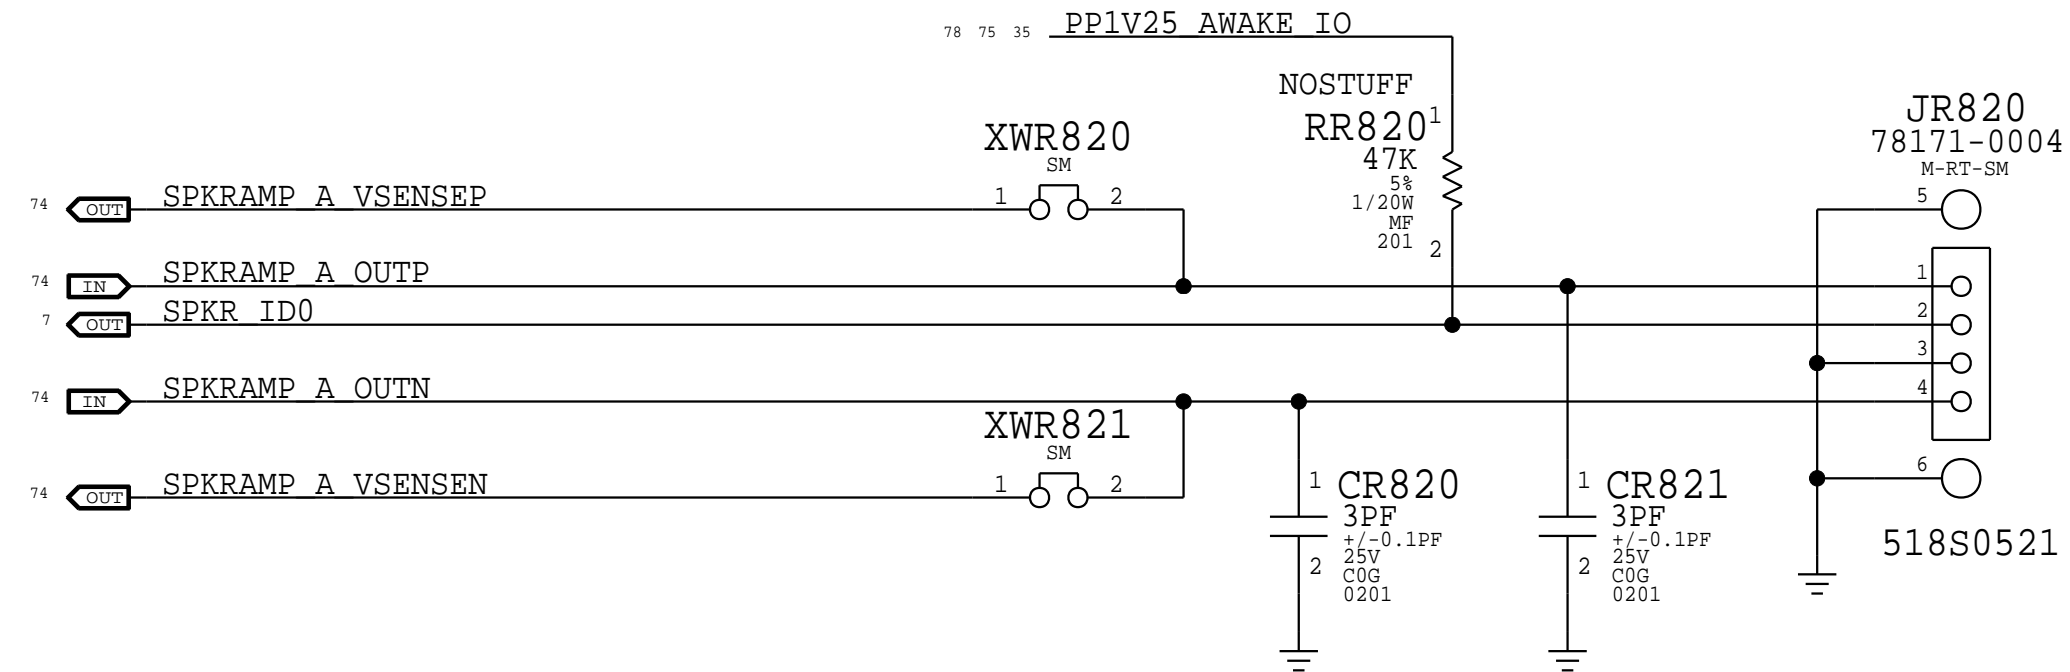 78 75 35 PP1V25_AWAKE_IO
NOSTUFF
RR820
1
47K
5%
1/20W
MF
201
2
XWR820
SM
1 2
JR820
78171-0004
M-RT-SM
5
74 OUT SPKRAMP_A_VSENSEP
74 IN SPKRAMP_A_OUTP
1
7 OUT SPKR_ID0
2
3
74 IN SPKRAMP_A_OUTN
4
XWR821
SM
1 2
74 OUT SPKRAMP_A_VSENSEN
6
1 CR820
3PF
+/-0.1PF
25V
2
C0G
0201
1 CR821
3PF
+/-0.1PF
25V
2
C0G
0201
518S0521